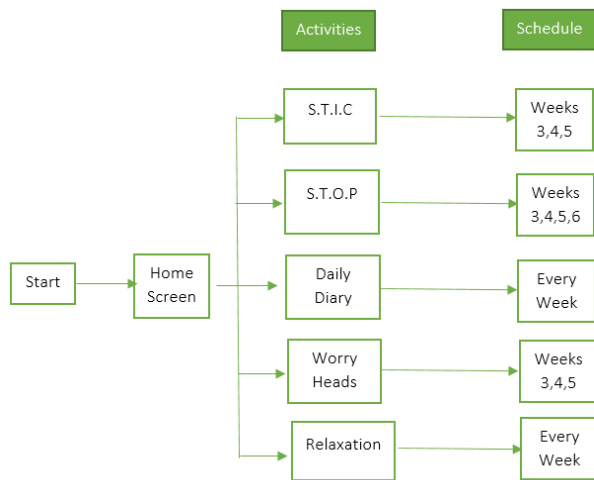 Activities
Schedule
S.T.I.C
Weeks
3,4,5
S.T.O.P
Weeks
3,4,5,6
Start
Home
Screen
Daily
Diary
Every
Week
Worry
Heads
Weeks
3,4,5
Relaxation
Every
Week